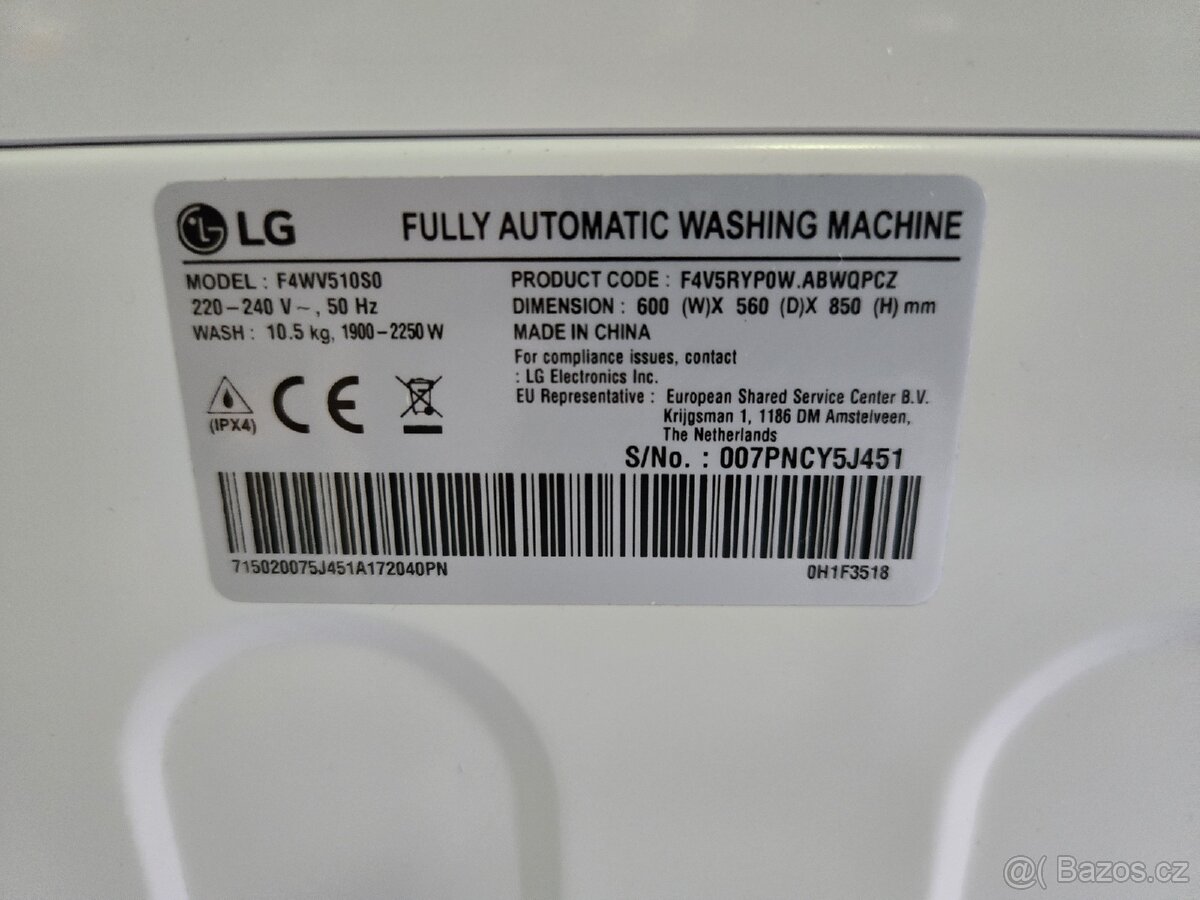 LG FULLY AUTOMATIC WASHING MACHINE
MODEL : F4WV510S0
220-240 V~, 50 Hz
WASH : 10.5 kg, 1900-2250 W
(IPX4)
CE
PRODUCT CODE : F4V5RYP0W.ABWQPCZ
DIMENSION : 600 (W)X 560 (D)X 850 (H) mm
MADE IN CHINA
For compliance issues, contact
: LG Electronics Inc.
EU Representative : European Shared Service Center B.V.
Krijgsman 1, 1186 DM Amstelveen,
The Netherlands
S/No. : 007PNCY5J451
715020075J451A172040PN 0H1F3518
@( Bazos.cz